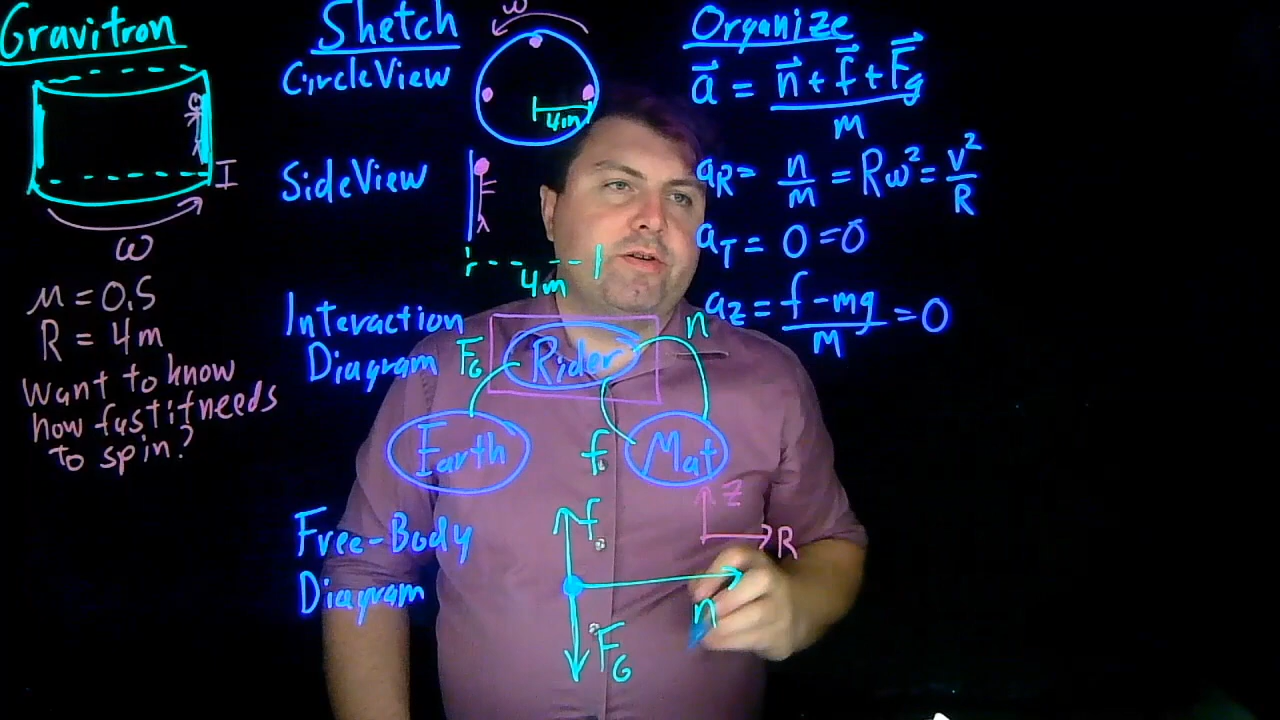 Gravitron
I
ω
μ = 0.5
R = 4m
Want to know
how fast it needs
to spin?
Sketch
Circle View
ω
4m
Side View
4m
Interaction
Diagram
F_G
Rider
n
Earth
f
Mat
Free-Body
Diagram
f
n
F_G
Z
R
Organize
a⃗ = (n⃗ + f⃗ + F⃗g) / m
a_R = n/m = Rω² = v²/R
a_T = 0 = 0
a_Z = (f - mg)/m = 0